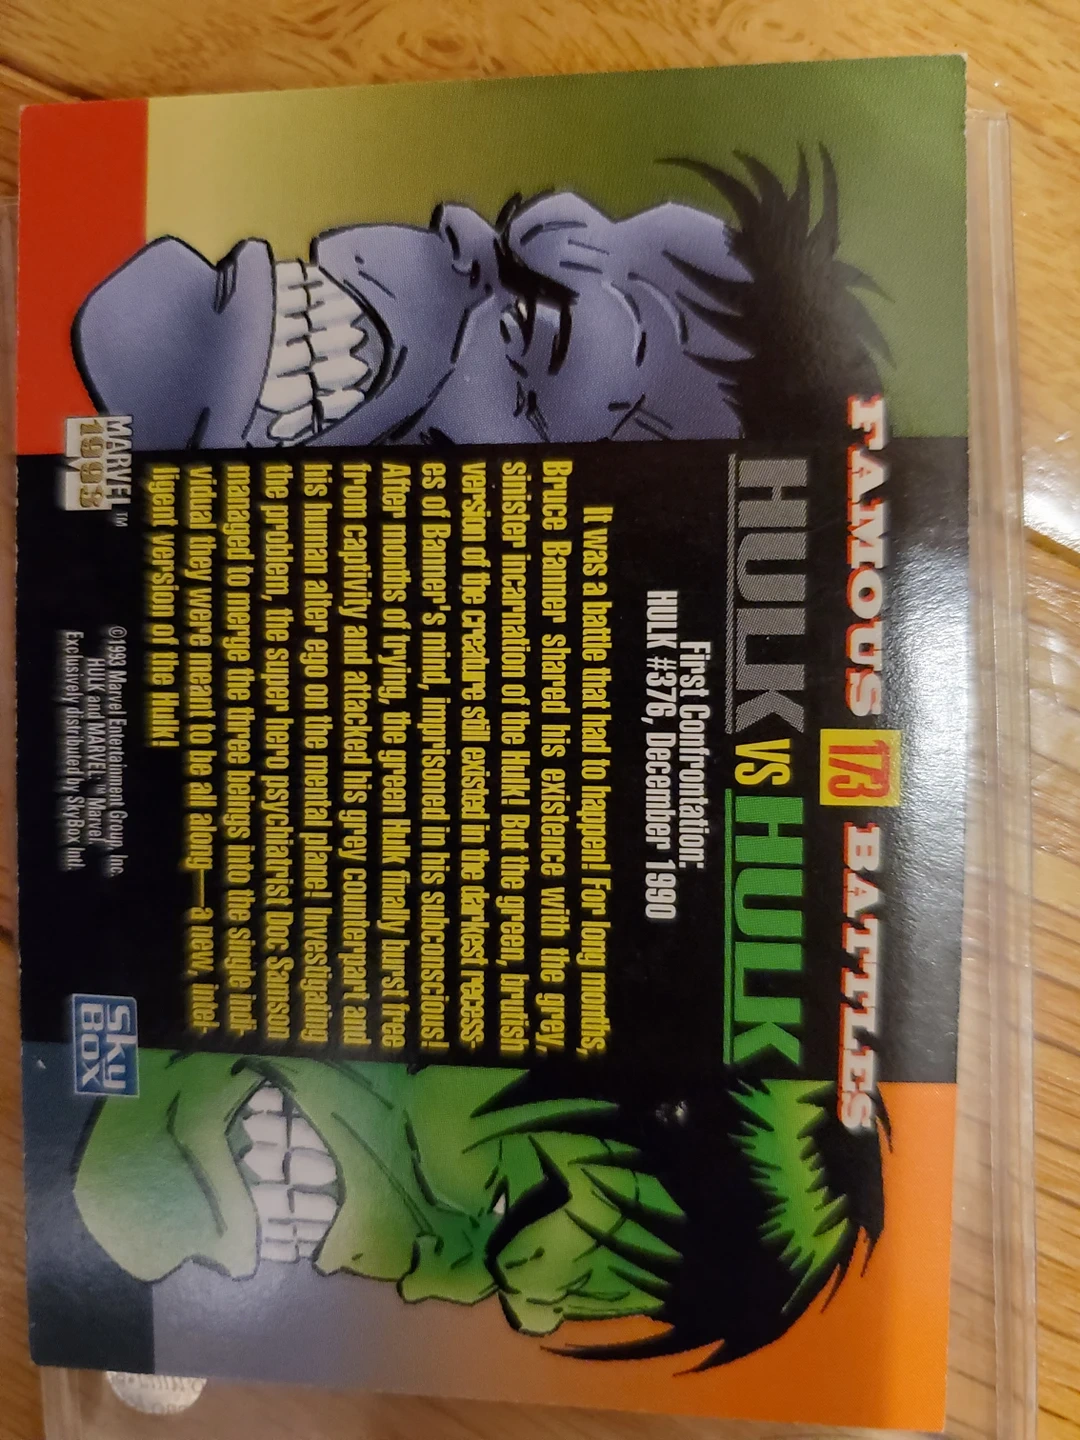 FAMOUS 173 BATTLES
HULK VS HULK
First Confrontation:
HULK #376, December 1990
It was a battle that had to happen! For long months,
Bruce Banner shared his existence with the grey,
sinister incarnation of the Hulk! But the green, brutish
version of the creature still existed in the darkest recess-
es of Banner's mind, imprisoned in his subconscious!
After months of trying, the green Hulk finally burst free
from captivity and attacked his grey counterpart and
his human alter ego on the mental plane! Investigating
the problem, the super hero psychiatrist Doc Samson
managed to merge the three beings into the single indi-
vidual they were meant to be all along—a new, intel-
ligent version of the Hulk!
MARVEL™
1993
©1993 Marvel Entertainment Group, Inc.
HULK and MARVEL:™ Marvel.
Exclusively distributed by SkyBox Intl.
Sky
BOX